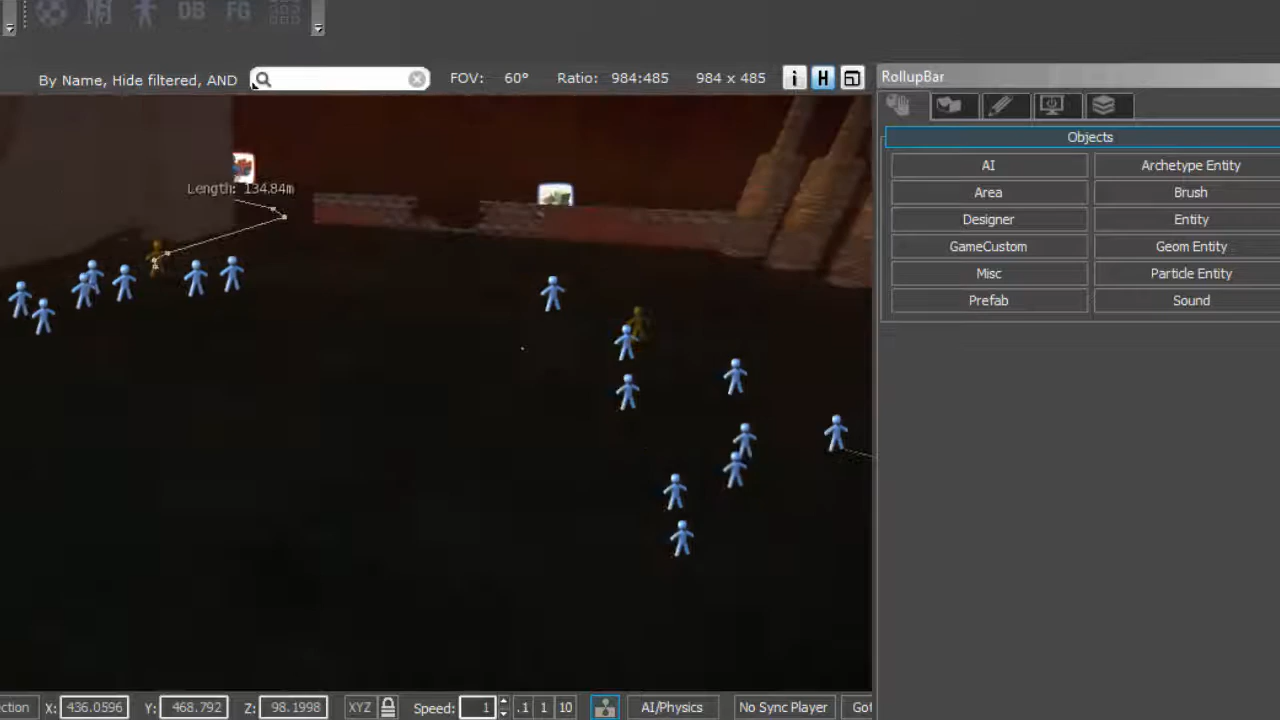 DB FG
By Name, Hide filtered, AND FOV: 60° Ratio: 984:485 984 x 485 i H
RollupBar
Objects
AI Archetype Entity
Area Brush
Designer Entity
GameCustom Geom Entity
Misc Particle Entity
Prefab Sound
Length: 134.84m
ction X: 436.0596 Y: 468.792 Z: 98.1998 XYZ Speed: 1 .1 1 10 AI/Physics No Sync Player Got